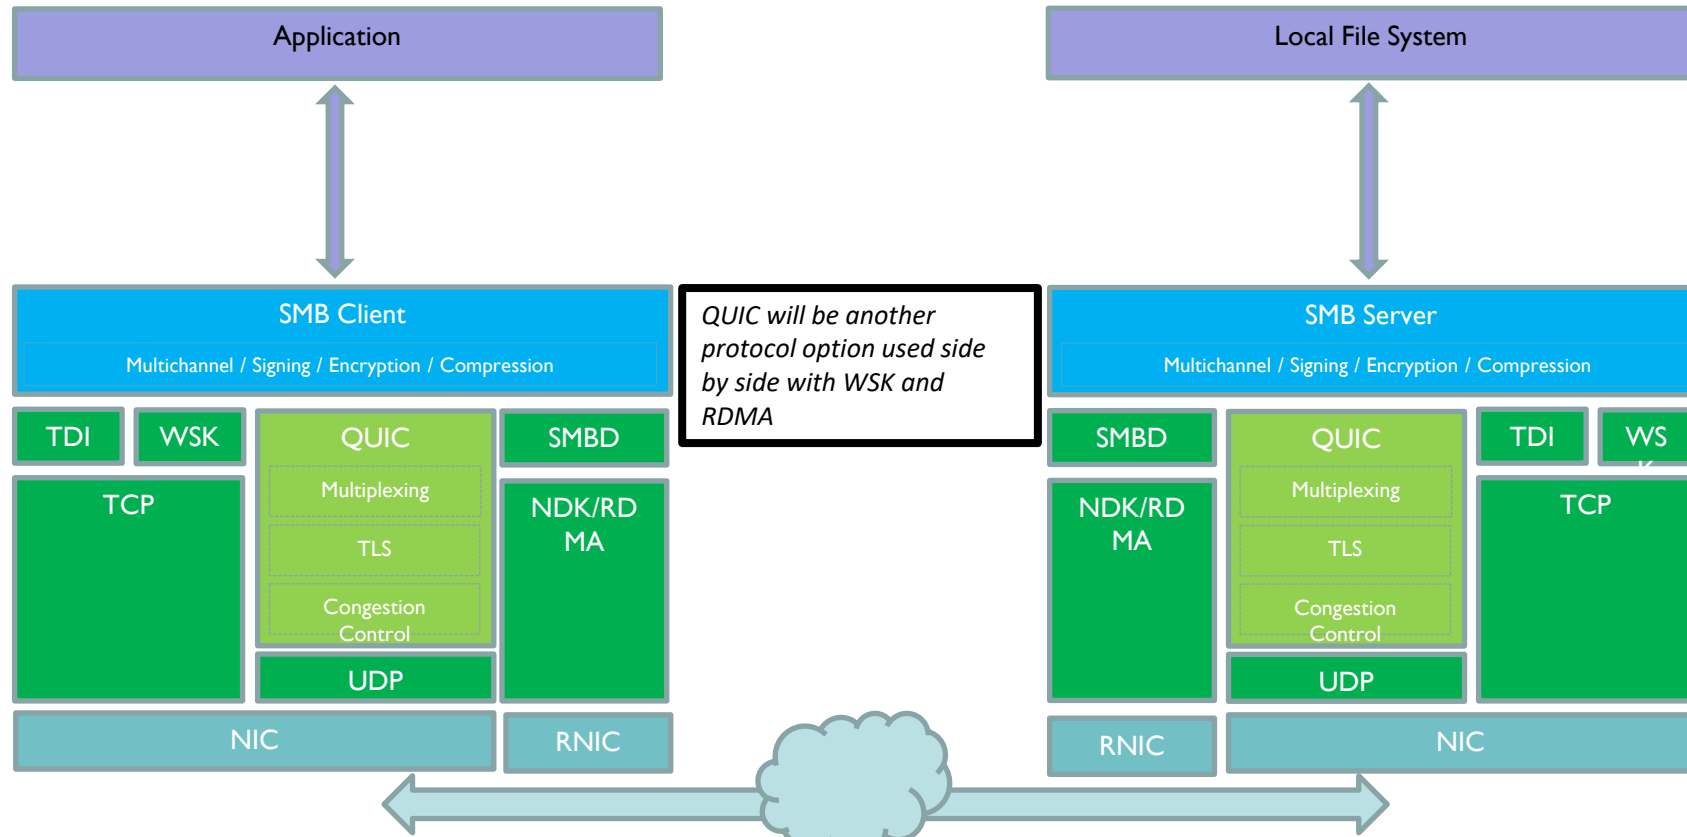 Application
Local File System
SMB Client
Multichannel / Signing / Encryption / Compression
QUIC will be another
protocol option used side
by side with WSK and
RDMA
SMB Server
Multichannel / Signing / Encryption / Compression
TDI
WSK
QUIC
Multiplexing
TLS
Congestion
Control
UDP
TCP
SMBD
NDK/RD
MA
NIC
RNIC
SMBD
NDK/RD
MA
QUIC
Multiplexing
TLS
Congestion
Control
UDP
TDI
WS
K
TCP
RNIC
NIC